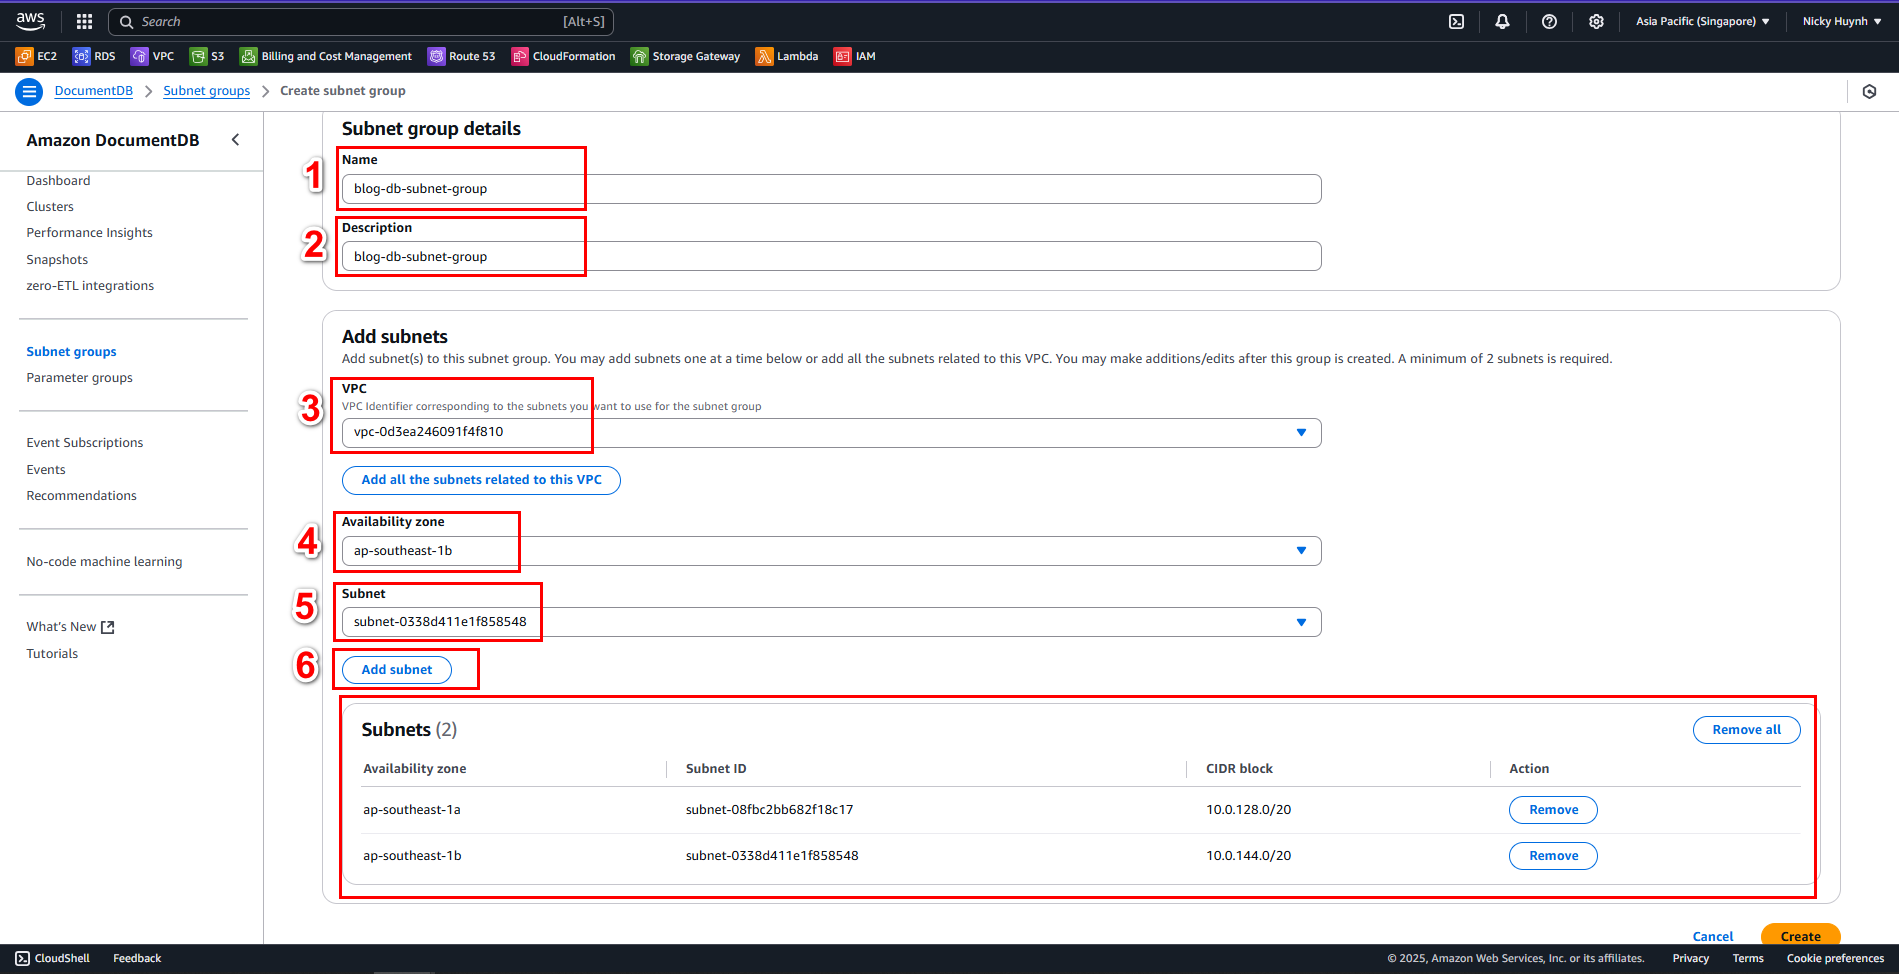 aws Search [Alt+S] Asia Pacific (Singapore) Nicky Huynh
EC2 RDS VPC S3 Billing and Cost Management Route 53 CloudFormation Storage Gateway Lambda IAM
DocumentDB Subnet groups Create subnet group
Amazon DocumentDB
Dashboard
Clusters
Performance Insights
Snapshots
zero-ETL integrations
Subnet groups
Parameter groups
Event Subscriptions
Events
Recommendations
No-code machine learning
What's New
Tutorials
Subnet group details
1 Name
blog-db-subnet-group
2 Description
blog-db-subnet-group
Add subnets
Add subnet(s) to this subnet group. You may add subnets one at a time below or add all the subnets related to this VPC. You may make additions/edits after this group is created. A minimum of 2 subnets is required.
3 VPC
VPC Identifier corresponding to the subnets you want to use for the subnet group
vpc-0d3ea246091f4f810
Add all the subnets related to this VPC
4 Availability zone
ap-southeast-1b
5 Subnet
subnet-0338d411e1f858548
6 Add subnet
Subnets (2) Remove all
Availability zone Subnet ID CIDR block Action
ap-southeast-1a subnet-08fbc2bb682f18c17 10.0.128.0/20 Remove
ap-southeast-1b subnet-0338d411e1f858548 10.0.144.0/20 Remove
Cancel Create
CloudShell Feedback © 2025, Amazon Web Services, Inc. or its affiliates. Privacy Terms Cookie preferences